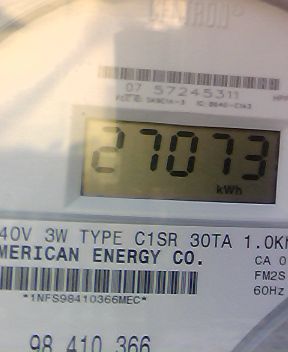 CENTRON®
07 57245311
27073
kWh
40V 3W TYPE C1SR 30TA 1.0K
MERICAN ENERGY CO.
CA 0
FM2S
60Hz
*1NFS98410366MEC*
98 410 366